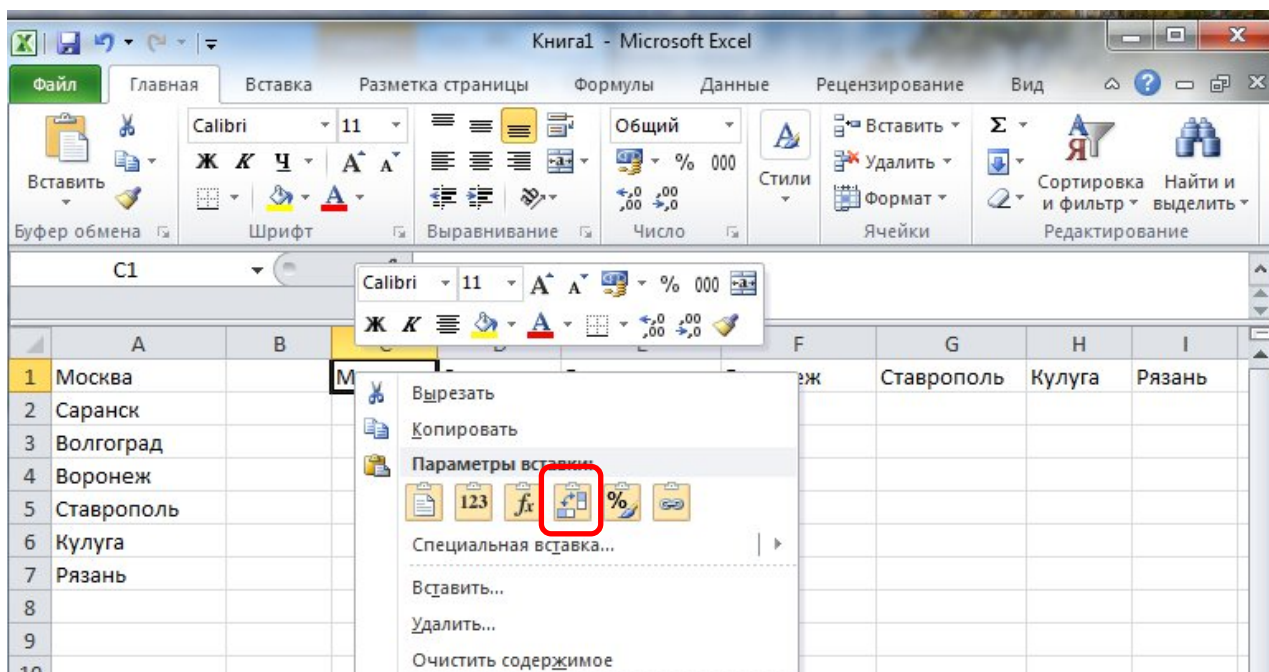 Книга1 - Microsoft Excel
Файл Главная Вставка Разметка страницы Формулы Данные Рецензирование Вид
Calibri 11 Общий Вставить
Ж К Ч А А % 000 Удалить
Вставить Стили Сортировка Найти и
А Формат и фильтр выделить
Буфер обмена Шрифт Выравнивание Число Ячейки Редактирование
C1
Calibri 11 А А % 000
Ж К А
A B F G H I
1 Москва Ставрополь Кулуга Рязань
2 Саранск
3 Волгоград
4 Воронеж
5 Ставрополь
6 Кулуга
7 Рязань
8
9
Вырезать
Копировать
Параметры вставки:
123 fx %
Специальная вставка...
Вставить...
Удалить...
Очистить содержимое